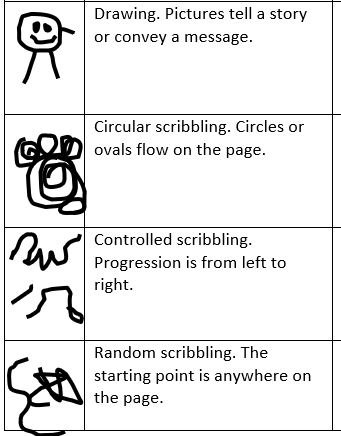 Drawing. Pictures tell a story
or convey a message.
Circular scribbling. Circles or
ovals flow on the page.
Controlled scribbling.
Progression is from left to
right.
Random scribbling. The
starting point is anywhere on
the page.